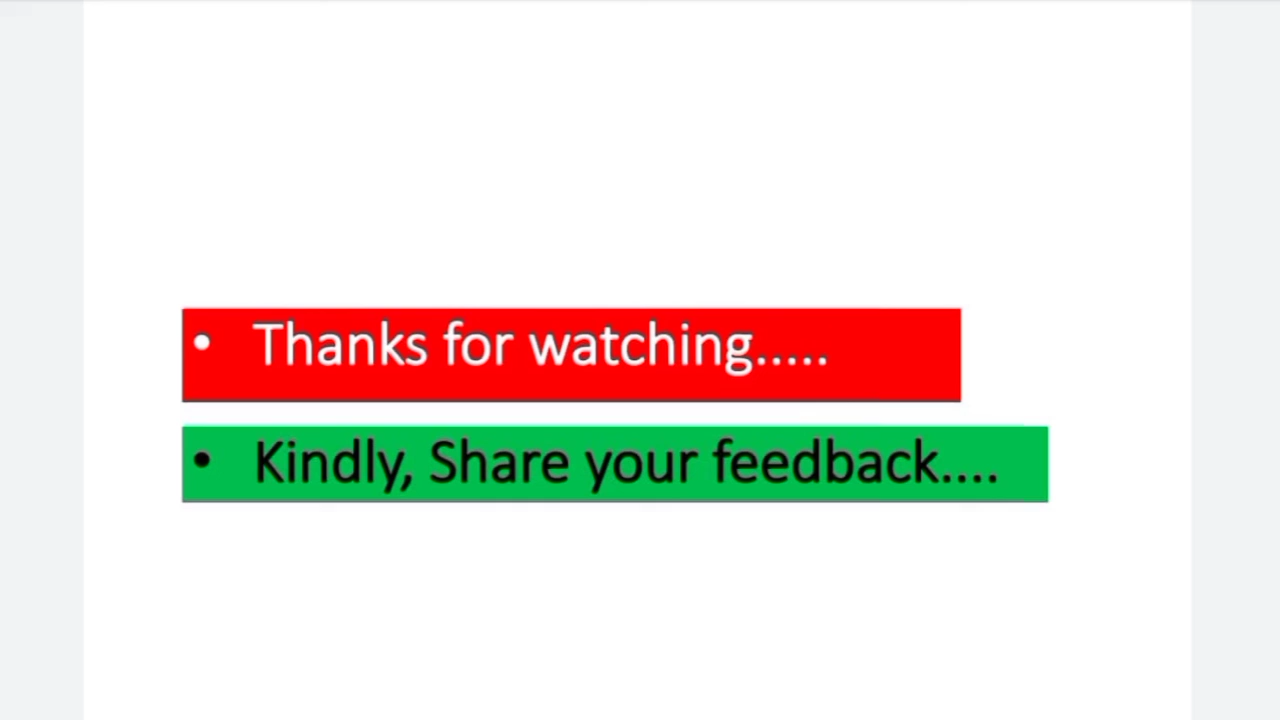 • Thanks for watching.....
• Kindly, Share your feedback....